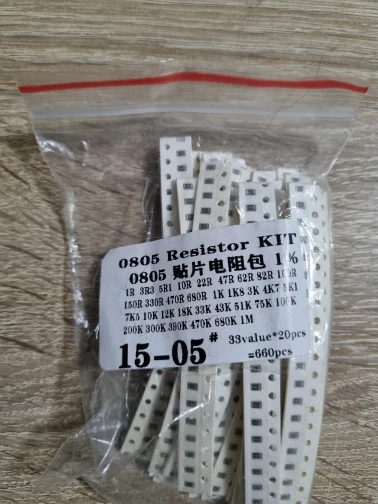 0805 Resistor KIT
0805 贴片电阻包 1%
1R 3R3 5R1 10R 22R 47R 62R 82R 100R
150R 330R 470R 680R 1K 1K8 3K 4K7 5K1
7K5 10K 12K 18K 33K 43K 51K 75K 100K
200K 300K 390K 470K 680K 1M
15-05# 33value*20pcs
=660pcs